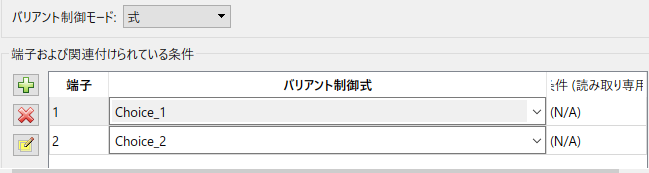 バリアント制御モード: 式
端子および関連付けられている条件
端子 バリアント制御式 条件 (読み取り専用
1 Choice_1 (N/A)
2 Choice_2 (N/A)